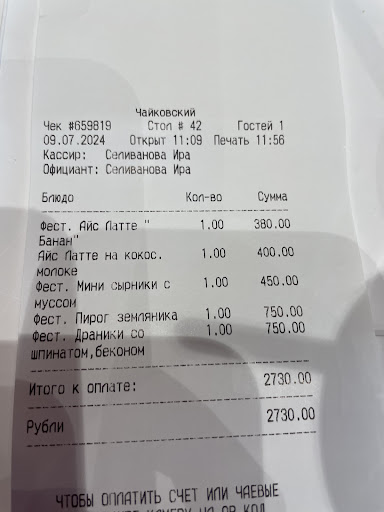 Чайковский
Чек #659819 Стол # 42 Гостей 1
09.07.2024 Открыт 11:09 Печать 11:56
Кассир: Селиванова Ира
Официант: Селиванова Ира
Блюдо Кол-во Сумма
Фест. Айс Латте " 1.00 380.00
Банан"
Айс Латте на кокос. 1.00 400.00
молоке
Фест. Мини сырники с 1.00 450.00
муссом
Фест. Пирог земляника 1.00 750.00
Фест. Драники со 1.00 750.00
шпинатом,беконом
Итого к оплате: 2730.00
Рубли 2730.00
ЧТОБЫ ОПЛАТИТЬ СЧЕТ ИЛИ ЧАЕВЫЕ
КАМЕРУ НА QR КОД